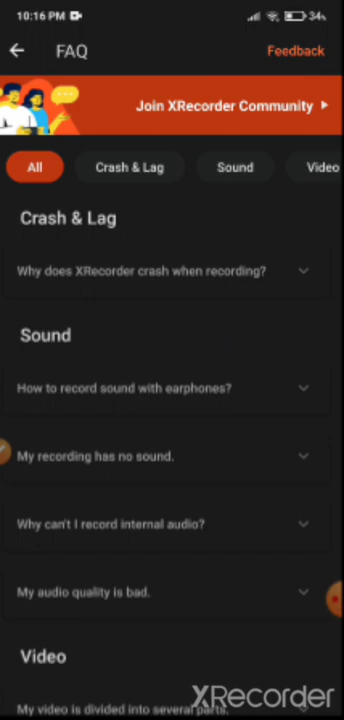 10:16 PM
34%
FAQ
Feedback
Join XRecorder Community
All
Crash & Lag
Sound
Video
Crash & Lag
Why does XRecorder crash when recording?
Sound
How to record sound with earphones?
My recording has no sound.
Why can't I record internal audio?
My audio quality is bad.
Video
My video is divided into several parts.
XRecorder